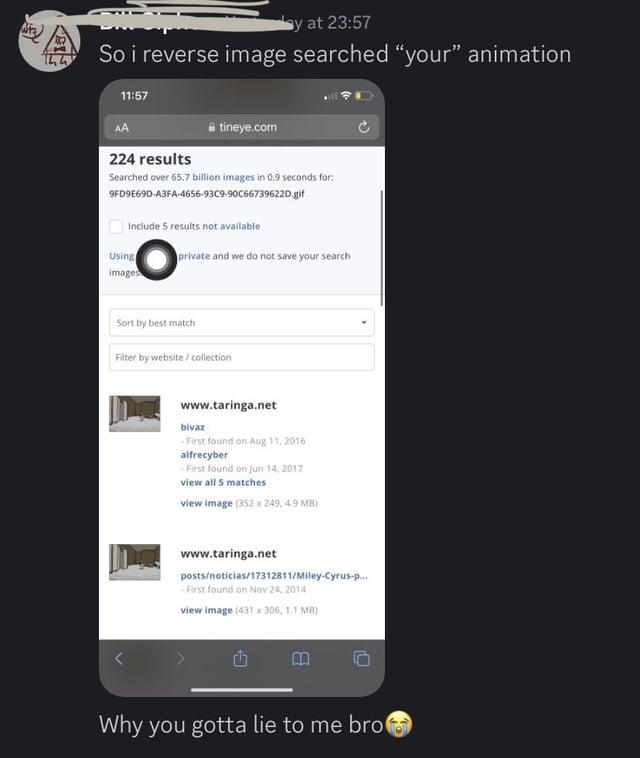 at 23:57
So i reverse image searched “your” animation
11:57
AA
tineye.com
224 results
Searched over 65.7 billion images in 0.9 seconds for:
9FD9E69D-A3FA-4656-93C9-90C66739622D.gif
Include 5 results not available
Using private and we do not save your search
images
Sort by best match
Filter by website / collection
www.taringa.net
bivaz
- First found on Aug 11, 2016
alfrecyber
- First found on Jun 14, 2017
view all 5 matches
view image (352 x 249, 4.9 MB)
www.taringa.net
posts/noticias/17312811/Miley-Cyrus-p...
- First found on Nov 24, 2014
view image (431 x 306, 1.1 MB)
Why you gotta lie to me bro😭